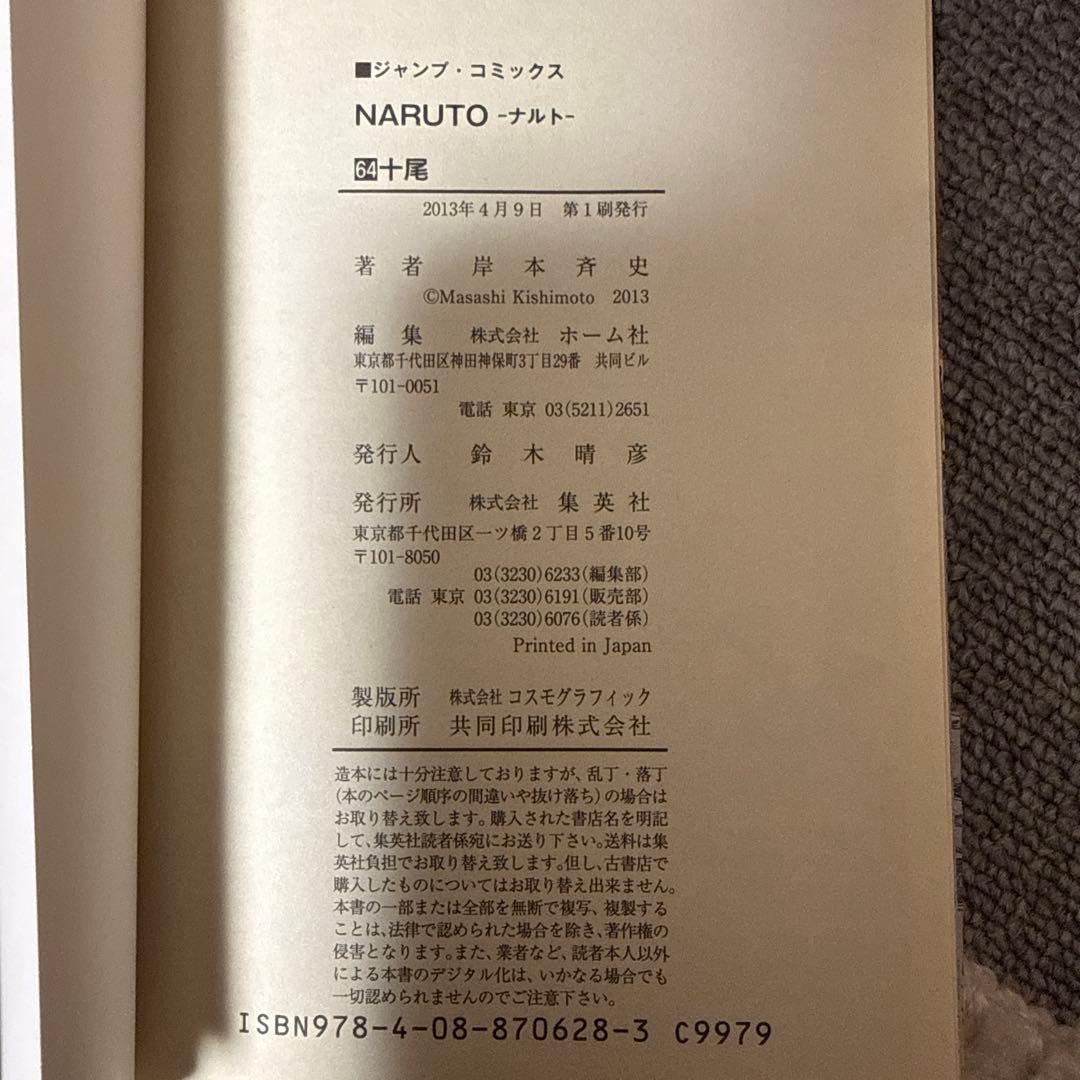 ■ジャンプ・コミックス
NARUTO -ナルト-
64十尾
2013年4月9日 第1刷発行
著者 岸本斉史
©Masashi Kishimoto 2013
編集 株式会社 ホーム社
東京都千代田区神田神保町3丁目29番 共同ビル
〒101-0051
電話 東京 03(5211)2651
発行人 鈴木晴彦
発行所 株式会社 集英社
東京都千代田区一ツ橋2丁目5番10号
〒101-8050
03(3230)6233(編集部)
電話 東京 03(3230)6191(販売部)
03(3230)6076(読者係)
Printed in Japan
製版所 株式会社 コスモグラフィック
印刷所 共同印刷株式会社
造本には十分注意しておりますが、乱丁・落丁
(本のページ順序の間違いや抜け落ち)の場合は
お取り替え致します。購入された書店名を明記
して、集英社読者係宛にお送り下さい。送料は集
英社負担でお取り替え致します。但し、古書店で
購入したものについてはお取り替え出来ません。
本書の一部または全部を無断で複写、複製する
ことは、法律で認められた場合を除き、著作権の
侵害となります。また、業者など、読者本人以外
による本書のデジタル化は、いかなる場合でも
一切認められませんのでご注意下さい。
ISBN978-4-08-870628-3 C9979